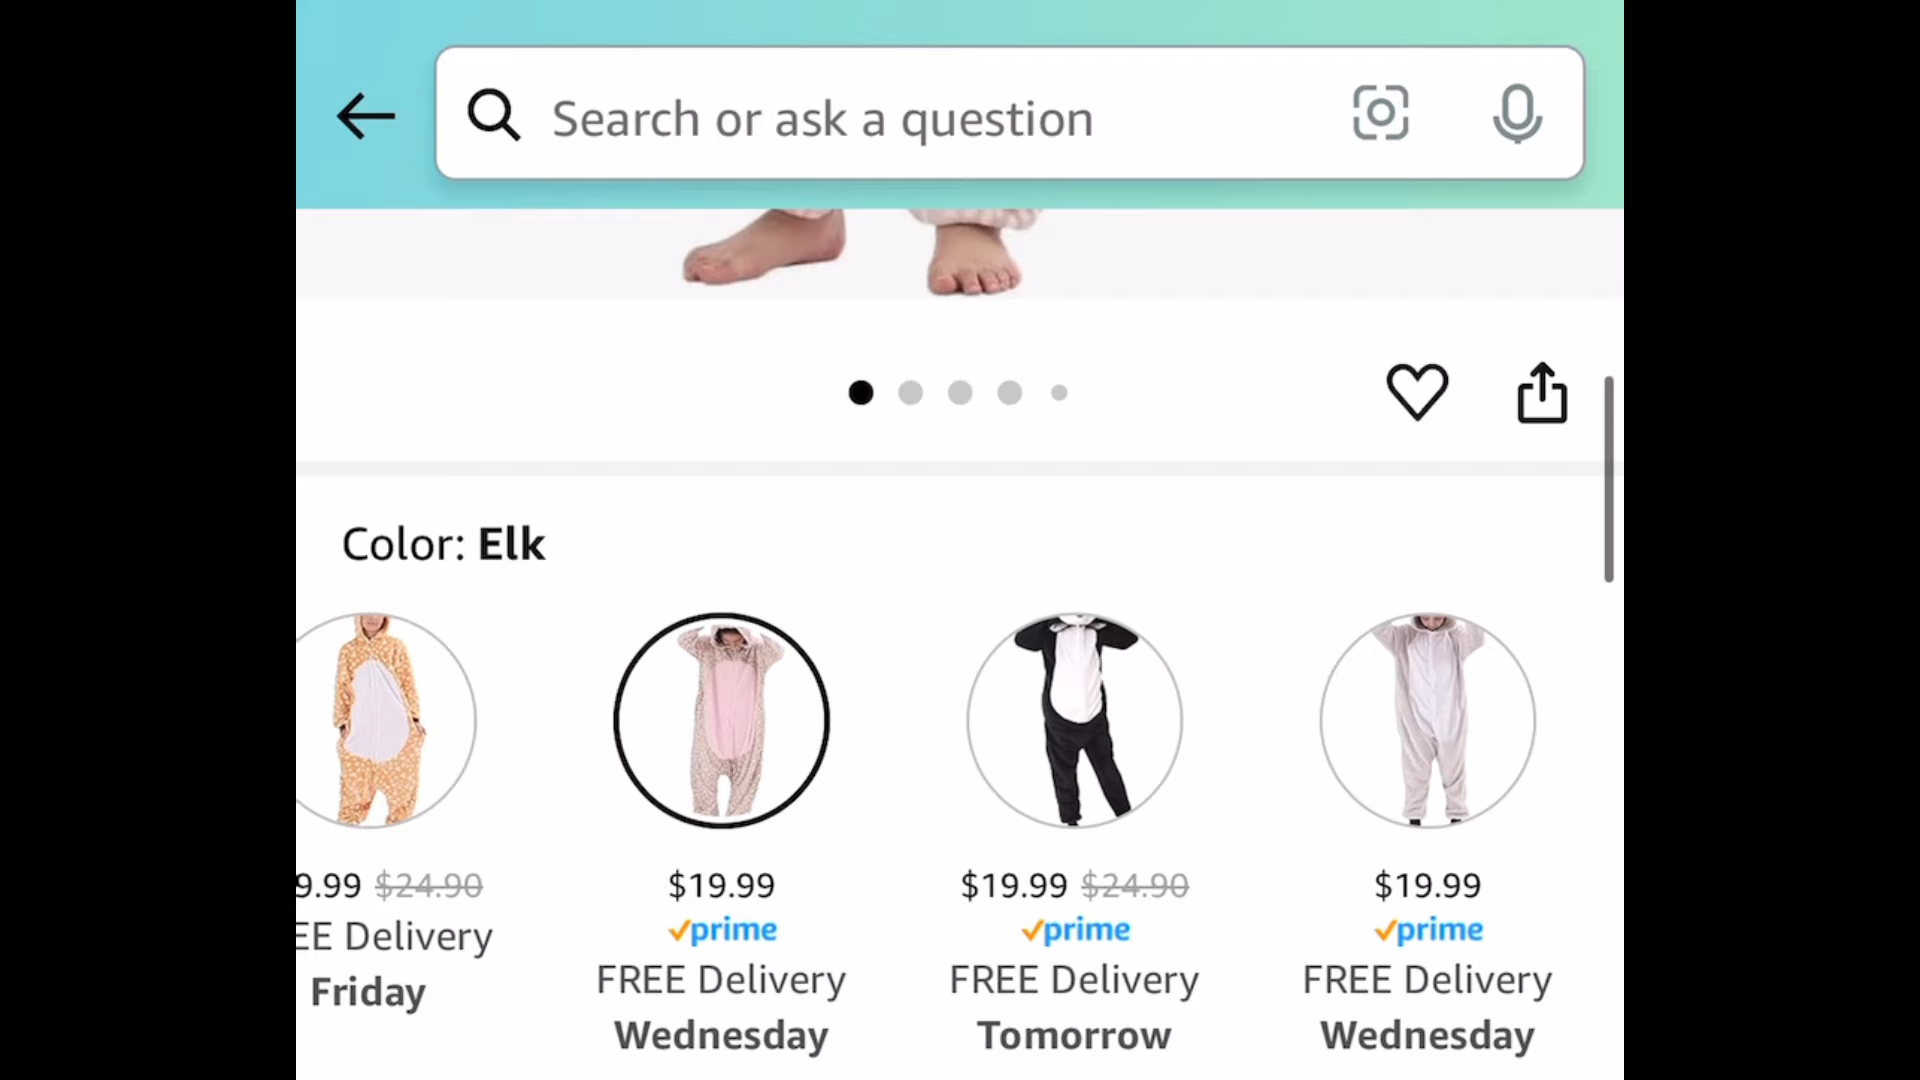 Search or ask a question
Color: Elk
9.99 $24.90
EE Delivery
Friday
$19.99
prime
FREE Delivery
Wednesday
$19.99 $24.90
prime
FREE Delivery
Tomorrow
$19.99
prime
FREE Delivery
Wednesday